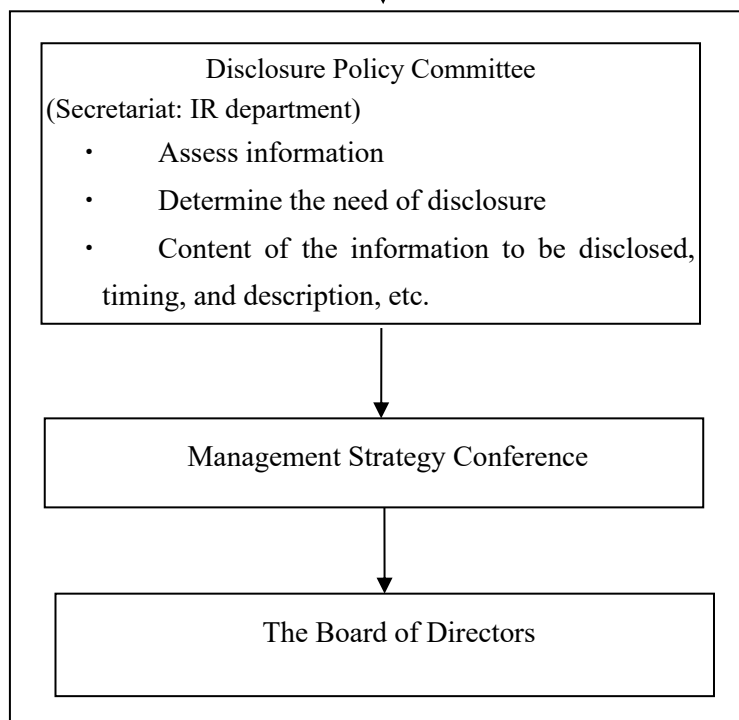 Disclosure Policy Committee
(Secretariat: IR department)
・ Assess information
・ Determine the need of disclosure
・ Content of the information to be disclosed,
timing, and description, etc.
Management Strategy Conference
The Board of Directors